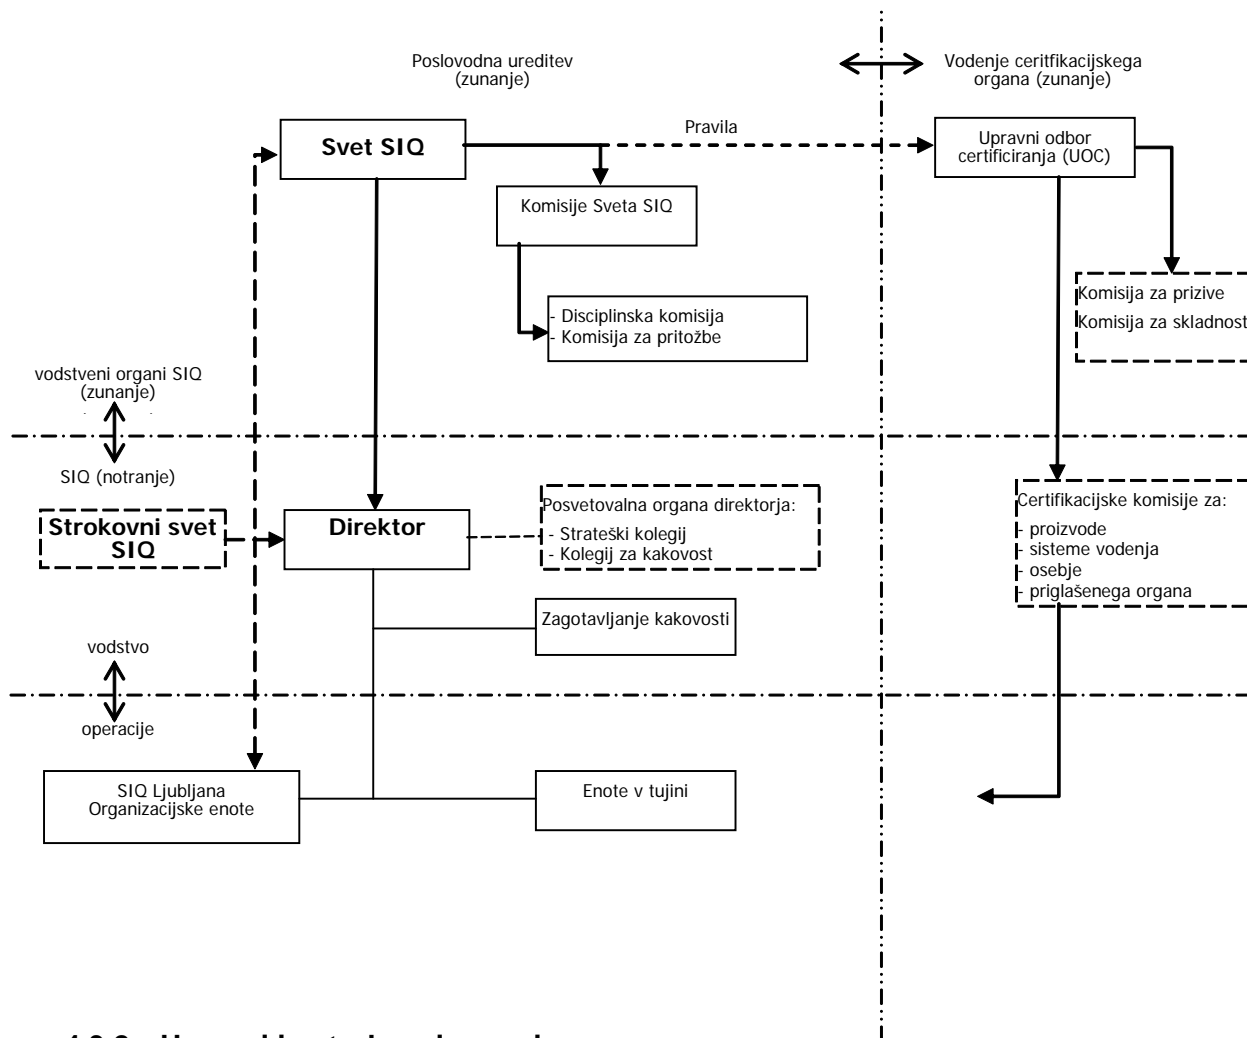 Poslovodna ureditev
(zunanje)
Vodenje ceritfikacijskega
organa (zunanje)
Svet SIQ
Pravila
Upravni odbor
certificiranja (UOC)
Komisije Sveta SIQ
Komisija za prizive
Komisija za skladnost
- Disciplinska komisija
- Komisija za pritožbe
vodstveni organi SIQ
(zunanje)
SIQ (notranje)
Strokovni svet
SIQ
Direktor
Posvetovalna organa direktorja:
- Strateški kolegij
- Kolegij za kakovost
Certifikacijske komisije za:
- proizvode
- sisteme vodenja
- osebje
- priglašenega organa
Zagotavljanje kakovosti
vodstvo
operacije
SIQ Ljubljana
Organizacijske enote
Enote v tujini